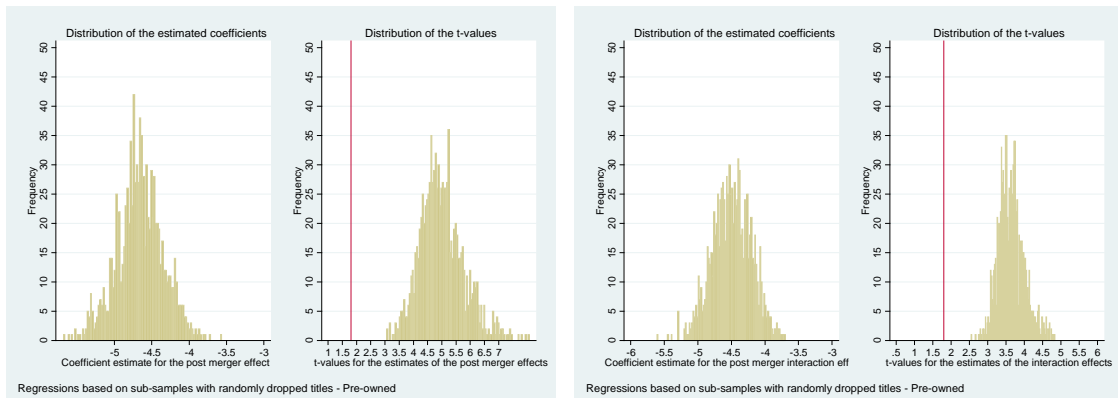 Distribution of the estimated coefficients
Distribution of the t-values
Frequency
0 5 10 15 20 25 30 35 40 45 50
-5 -4.5 -4 -3.5 -3
Coefficient estimate for the post merger effect
Frequency
0 5 10 15 20 25 30 35 40 45 50
1 1.5 2 2.5 3 3.5 4 4.5 5 5.5 6 6.5 7
t-values for the estimates of the post merger effects
Regressions based on sub-samples with randomly dropped titles - Pre-owned
Distribution of the estimated coefficients
Distribution of the t-values
Frequency
0 5 10 15 20 25 30 35 40 45 50
-6 -5.5 -5 -4.5 -4 -3.5 -3
Coefficient estimate for the post merger interaction eff
Frequency
0 5 10 15 20 25 30 35 40 45 50
.5 1 1.5 2 2.5 3 3.5 4 4.5 5 5.5 6
t-values for the estimates of the interaction effects
Regressions based on sub-samples with randomly dropped titles - Pre-owned